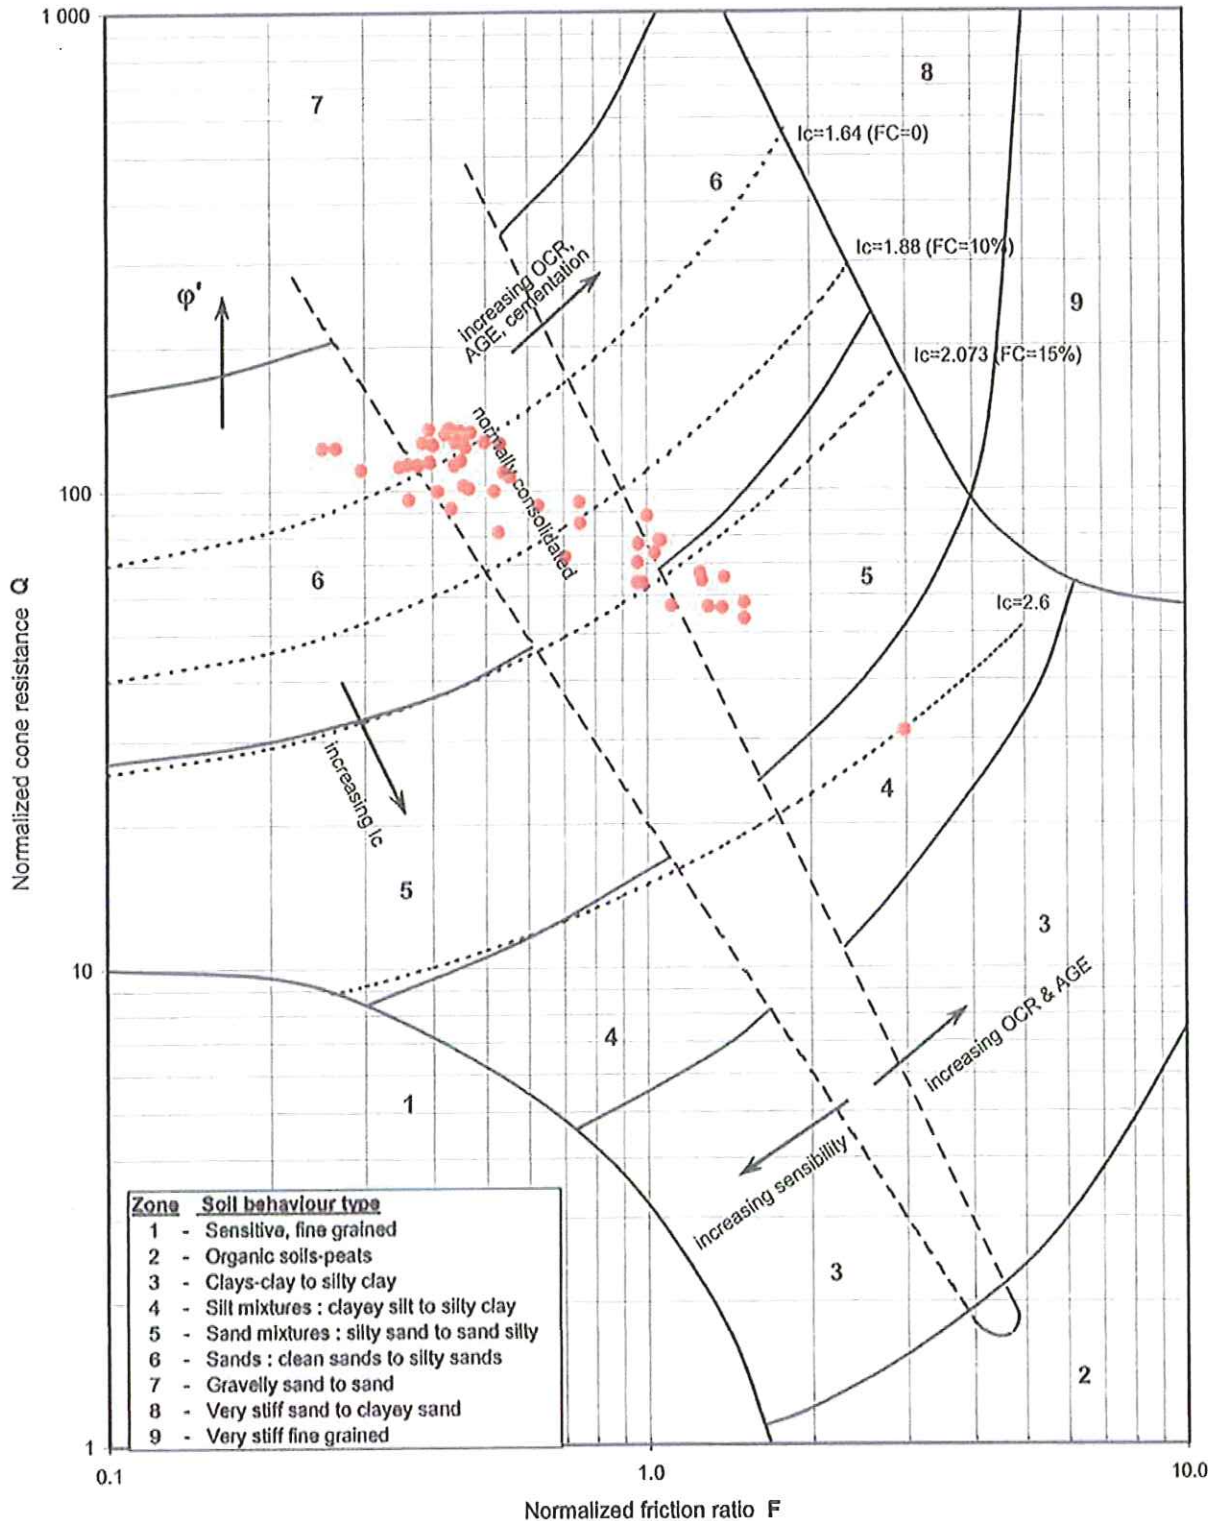 1 000
8
7
Ic=1.64 (FC=0)
6
Ic=1.88 (FC=10%)
increasing OCR,
AGE, cementation
φ'
9
Ic=2.073 (FC=15%)
normally consolidated
100
6
5
Ic=2.6
Normalized cone resistance Q
increasing Ic
4
5
3
10
increasing OCR & AGE
4
1
increasing sensibility
3
2
Zone Soil behaviour type
1 - Sensitive, fine grained
2 - Organic soils-peats
3 - Clays-clay to silty clay
4 - Silt mixtures : clayey silt to silty clay
5 - Sand mixtures : silty sand to sand silty
6 - Sands : clean sands to silty sands
7 - Gravelly sand to sand
8 - Very stiff sand to clayey sand
9 - Very stiff fine grained
1
0.1
1.0
10.0
Normalized friction ratio F